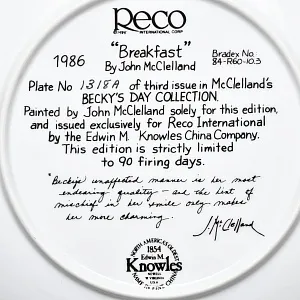 Reco
INTERNATIONAL CORP.
1986
"Breakfast"
By John McClelland
Bradex No.
84-R60-10.3
Plate No 1318A of third issue in McClelland's
BECKY'S DAY COLLECTION.
Painted by John McClelland solely for this edition,
and issued exclusively for Reco International
by the Edwin M. Knowles China Company.
This edition is strictly limited
to 90 firing days.
"Becky's unaffected manner is her most
endearing quality - and the hint of
mischief in her smile only makes
her more charming.
J. McClelland
NORTH AMERICA'S OLDEST
1854
Edwin M.
Knowles